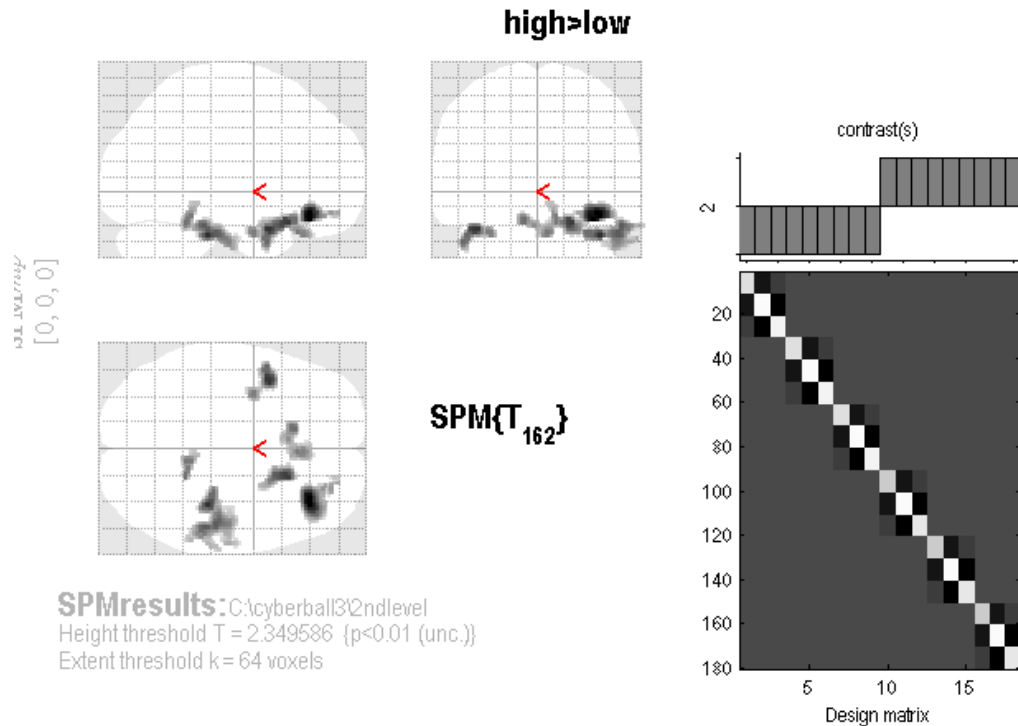 high>low
contrast(s)
2
[0, 0, 0]
SPM{T162}
20
40
60
80
100
120
140
160
180
5 10 15
Design matrix
SPMresults: C:\cyberball3\2ndlevel
Height threshold T = 2.349586 {p<0.01 (unc.)}
Extent threshold k = 64 voxels